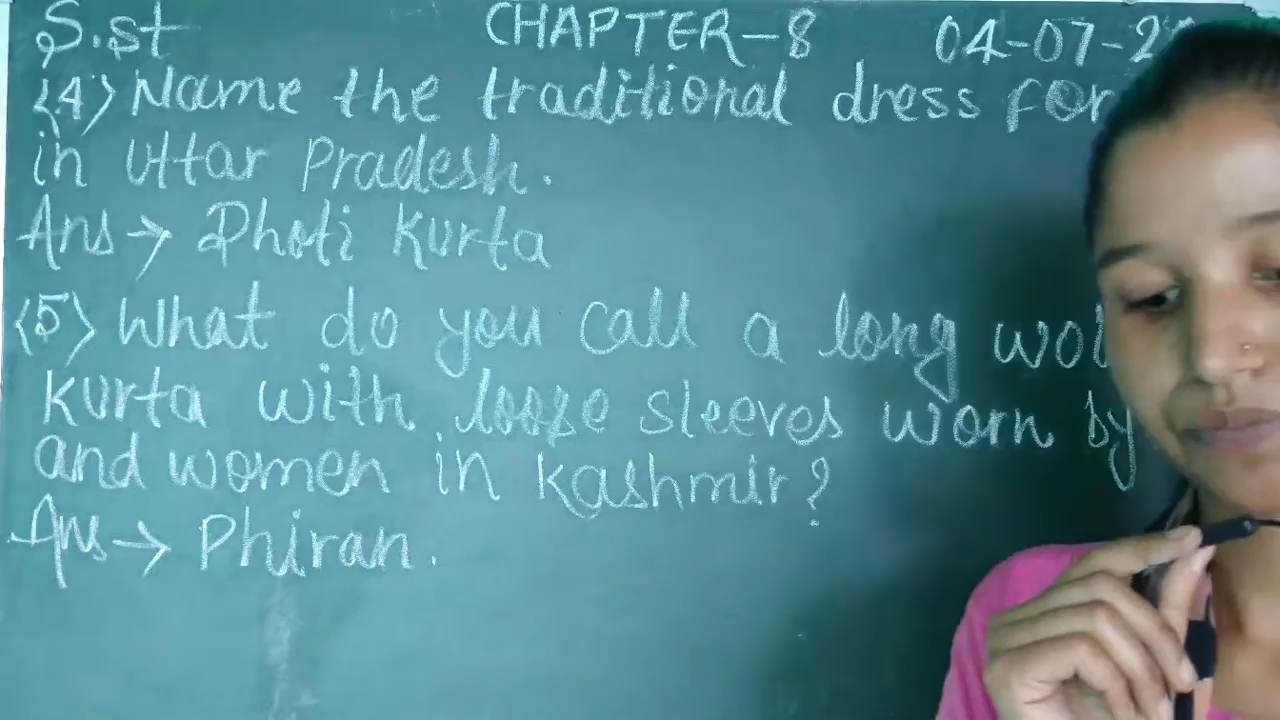 S.st CHAPTER-8 04-07-2
(4) Name the traditional dress for
in Uttar Pradesh.
Ans → Dhoti Kurta
(5) What do you call a long
kurta with loose sleeves worn by
and women in Kashmir?
Ans → Phiran.